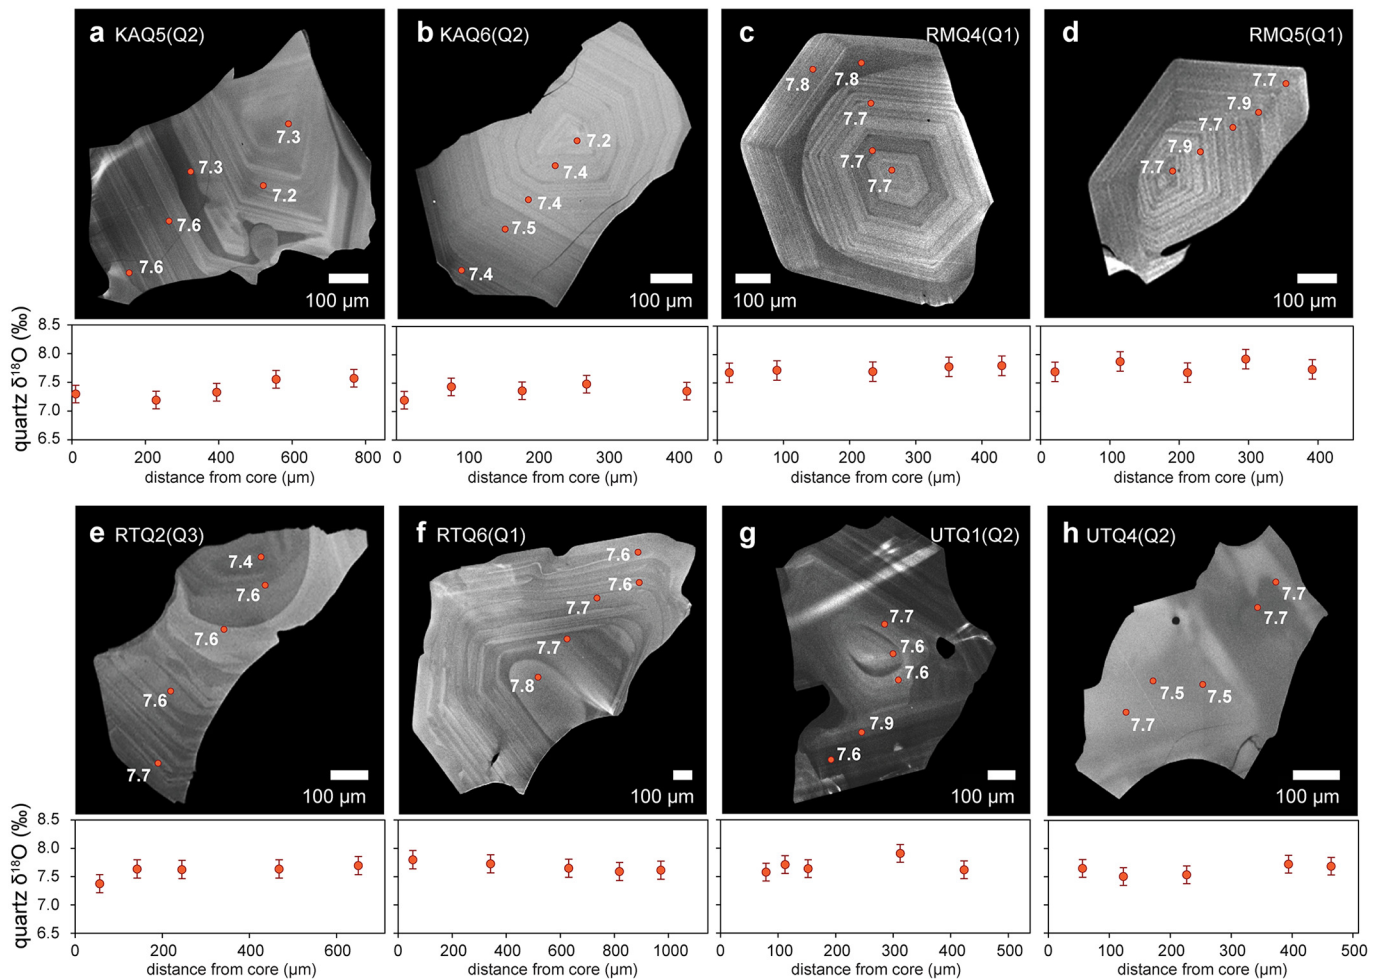 a KAQ5(Q2)
7.3
7.3
7.2
7.6
7.6
100 µm
b KAQ6(Q2)
7.2
7.4
7.4
7.5
7.4
100 µm
c RMQ4(Q1)
7.8
7.8
7.7
7.7
7.7
100 µm
d RMQ5(Q1)
7.7
7.9
7.7
7.9
7.7
100 µm
quartz δ¹⁸O (‰)
8.5
8.0
7.5
7.0
6.5
0 200 400 600 800
distance from core (µm)
0 100 200 300 400
distance from core (µm)
0 100 200 300 400
distance from core (µm)
0 100 200 300 400
distance from core (µm)
e RTQ2(Q3)
7.4
7.6
7.6
7.6
7.7
100 µm
f RTQ6(Q1)
7.6
7.6
7.7
7.7
7.8
100 µm
g UTQ1(Q2)
7.7
7.6
7.6
7.9
7.6
100 µm
h UTQ4(Q2)
7.7
7.7
7.5
7.5
7.7
100 µm
quartz δ¹⁸O (‰)
8.5
8.0
7.5
7.0
6.5
0 200 400 600
distance from core (µm)
0 200 400 600 800 1000
distance from core (µm)
0 100 200 300 400 500
distance from core (µm)
0 100 200 300 400 500
distance from core (µm)